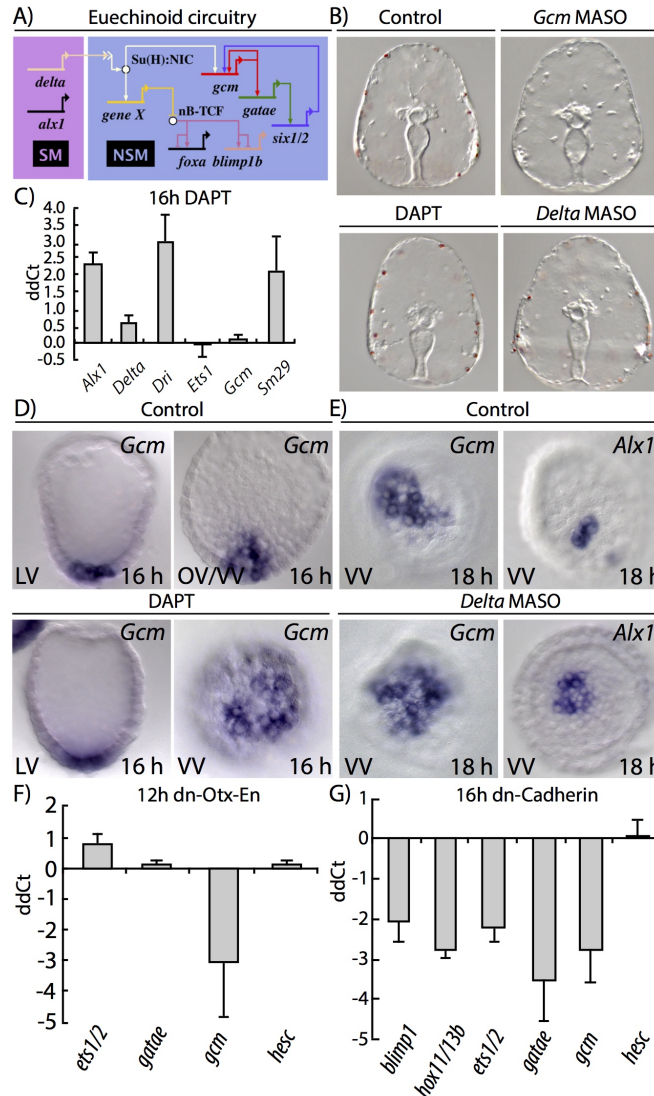 A) Euechinoid circuitry
delta
alx1
SM
Su(H):NIC
gene X
NSM
nB-TCF
foxa
blimp1b
gcm
gatae
six1/2
B) Control
Gcm MASO
DAPT
Delta MASO
C) 16h DAPT
ddCt
4.0
3.5
3.0
2.5
2.0
1.5
1.0
0.5
0.0
-0.5
Alx1
Delta
Dri
Ets1
Gcm
Sm29
D) Control
Gcm
LV 16 h
Gcm
OV/VV 16 h
DAPT
Gcm
LV 16 h
Gcm
VV 16 h
E) Control
Gcm
VV 18 h
Alx1
VV 18 h
Delta MASO
Gcm
VV 18 h
Alx1
VV 18 h
F) 12h dn-Otx-En
ddCt
2
1
0
-1
-2
-3
-4
-5
ets1/2
gatae
gcm
hesc
G) 16h dn-Cadherin
ddCt
1
0
-1
-2
-3
-4
-5
blimp1
hox11/13b
ets1/2
gatae
gcm
hesc